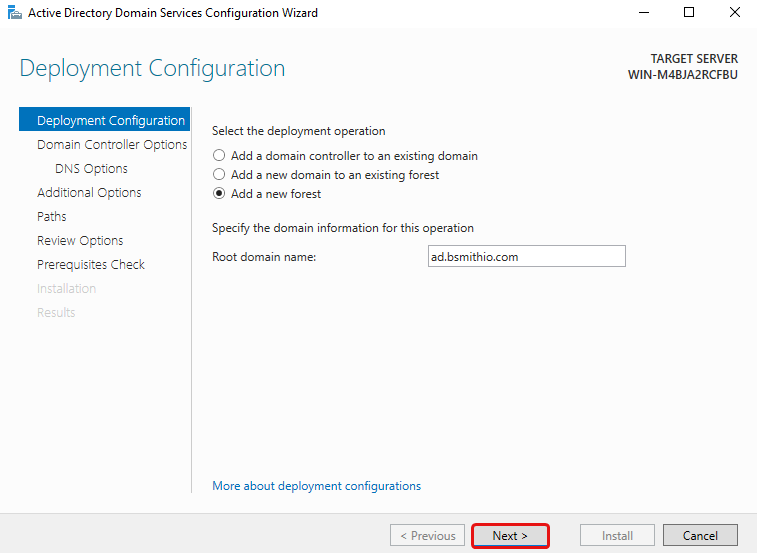 Active Directory Domain Services Configuration Wizard
Deployment Configuration
TARGET SERVER
WIN-M4BJA2RCFBU
Deployment Configuration
Domain Controller Options
DNS Options
Additional Options
Paths
Review Options
Prerequisites Check
Installation
Results
Select the deployment operation
Add a domain controller to an existing domain
Add a new domain to an existing forest
Add a new forest
Specify the domain information for this operation
Root domain name: ad.bsmithio.com
More about deployment configurations
< Previous Next > Install Cancel